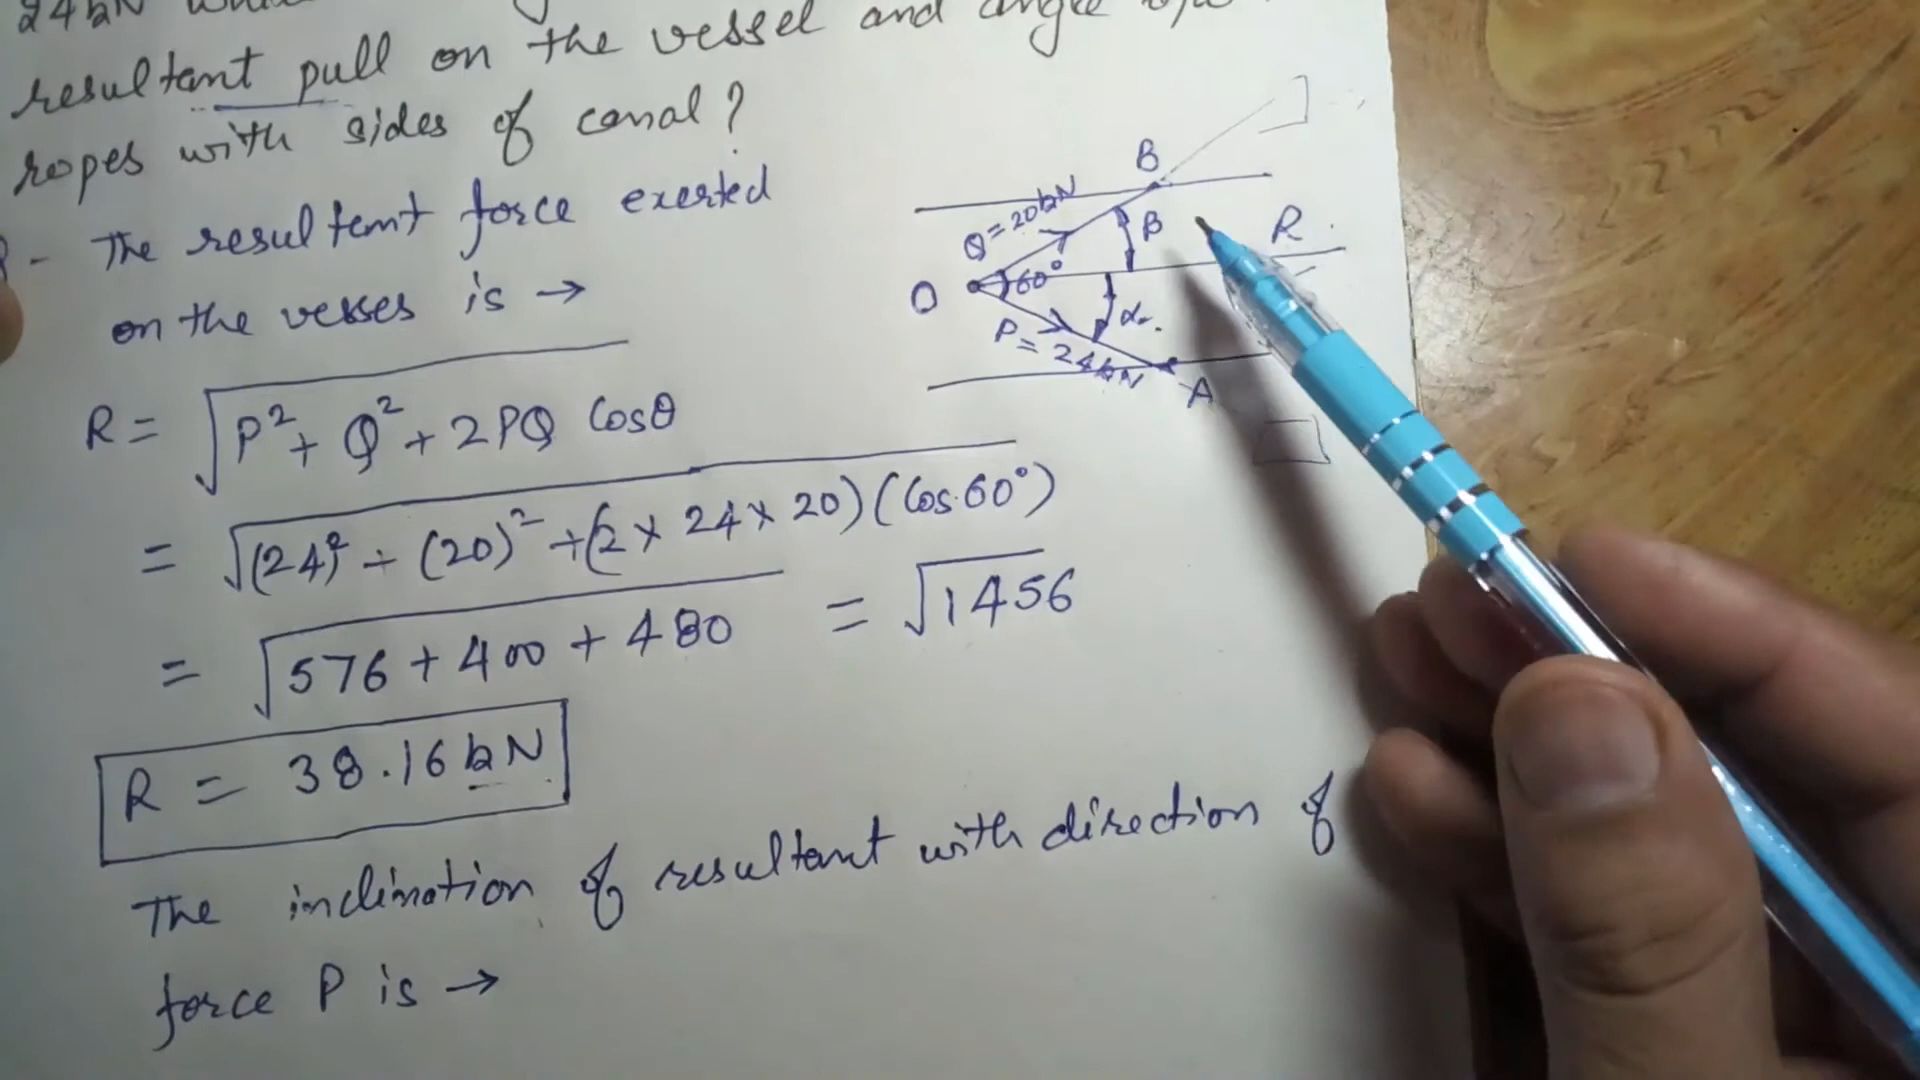 24kN
resultant pull on the vessel and angle
ropes with sides of canal?
- The resultant force exerted
on the vesses is →
R = √P² + Q² + 2PQ Cosθ
= √(24)² + (20)² + (2 × 24 × 20) (Cos 60°)
= √576 + 400 + 480 = √1456
R = 38.16 kN
The inclination of resultant with direction of
force P is →
B
Q = 20kN
β
R
O
60°
α
P = 24kN
A